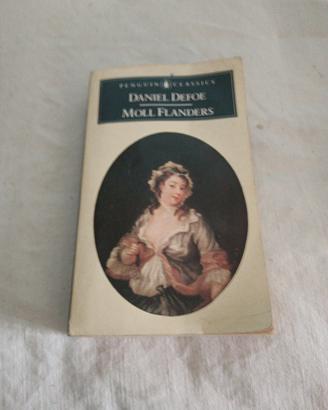 PENGUIN CLASSICS
DANIEL DEFOE
MOLL FLANDERS